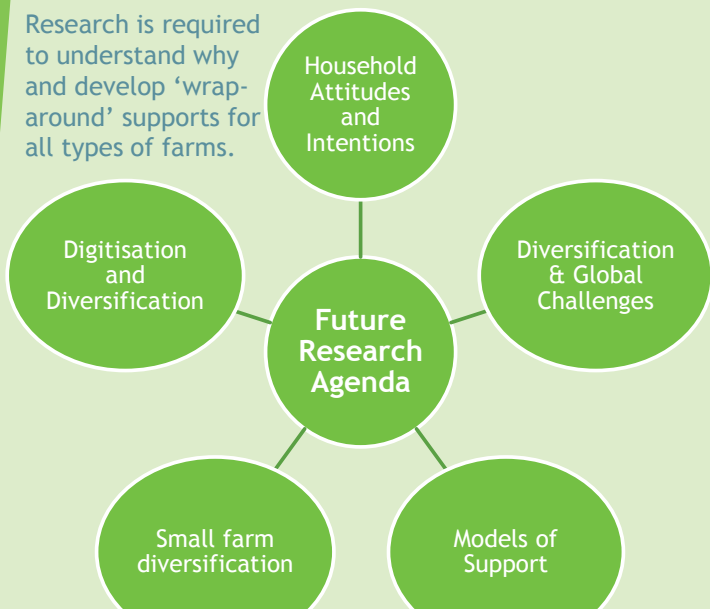 Research is required
to understand why
and develop ‘wrap-
around’ supports for
all types of farms.
Household
Attitudes
and
Intentions
Digitisation
and
Diversification
Diversification
& Global
Challenges
Future
Research
Agenda
Small farm
diversification
Models of
Support